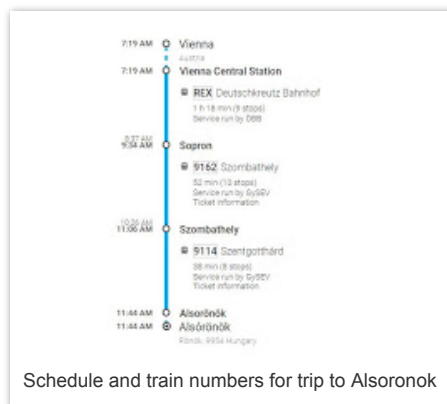 7:19 AM Vienna
Austria
7:19 AM Vienna Central Station
REX Deutschkreutz Bahnhof
1 h 18 min (9 stops)
Service run by OBB
8:37 AM
9:34 AM Sopron
9162 Szombathely
52 min (10 stops)
Service run by GySEV
Ticket information
10:26 AM
11:06 AM Szombathely
9114 Szentgotthárd
38 min (8 stops)
Service run by GySEV
Ticket information
11:44 AM Alsorönök
11:44 AM Alsórönök
Rönök, 9954 Hungary
Schedule and train numbers for trip to Alsoronok